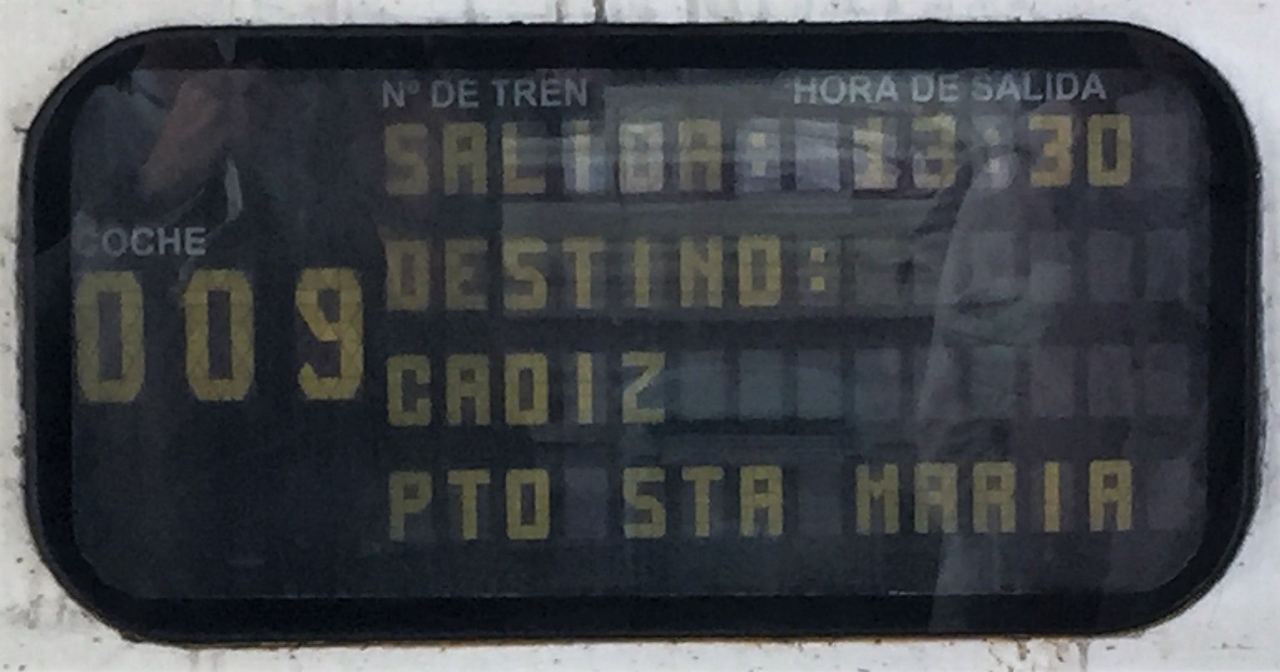 Nº DE TREN HORA DE SALIDA
SALIDA: 13:30
COCHE
009
DESTINO:
CADIZ
PTO STA MARIA